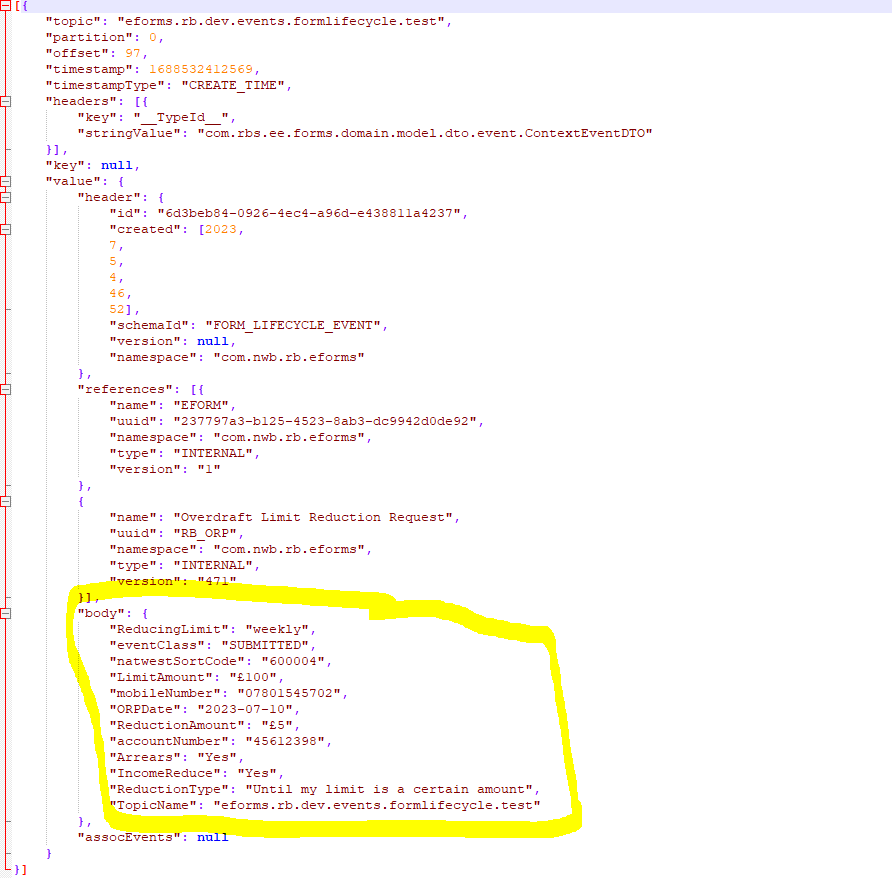 [{
"topic": "eforms.rb.dev.events.formlifecycle.test",
"partition": 0,
"offset": 97,
"timestamp": 1688532412569,
"timestampType": "CREATE_TIME",
"headers": [{
"key": "__TypeId__",
"stringValue": "com.rbs.ee.forms.domain.model.dto.event.ContextEventDTO"
}],
"key": null,
"value": {
"header": {
"id": "6d3beb84-0926-4ec4-a96d-e438811a4237",
"created": [2023,
7,
5,
4,
46,
52],
"schemaId": "FORM_LIFECYCLE_EVENT",
"version": null,
"namespace": "com.nwb.rb.eforms"
},
"references": [{
"name": "EFORM",
"uuid": "237797a3-b125-4523-8ab3-dc9942d0de92",
"namespace": "com.nwb.rb.eforms",
"type": "INTERNAL",
"version": "1"
},
{
"name": "Overdraft Limit Reduction Request",
"uuid": "RB_ORP",
"namespace": "com.nwb.rb.eforms",
"type": "INTERNAL",
"version": "471"
}],
"body": {
"ReducingLimit": "weekly",
"eventClass": "SUBMITTED",
"natwestSortCode": "600004",
"LimitAmount": "£100",
"mobileNumber": "07801545702",
"ORPDate": "2023-07-10",
"ReductionAmount": "£5",
"accountNumber": "45612398",
"Arrears": "Yes",
"IncomeReduce": "Yes",
"ReductionType": "Until my limit is a certain amount",
"TopicName": "eforms.rb.dev.events.formlifecycle.test"
},
"assocEvents": null
}
}]